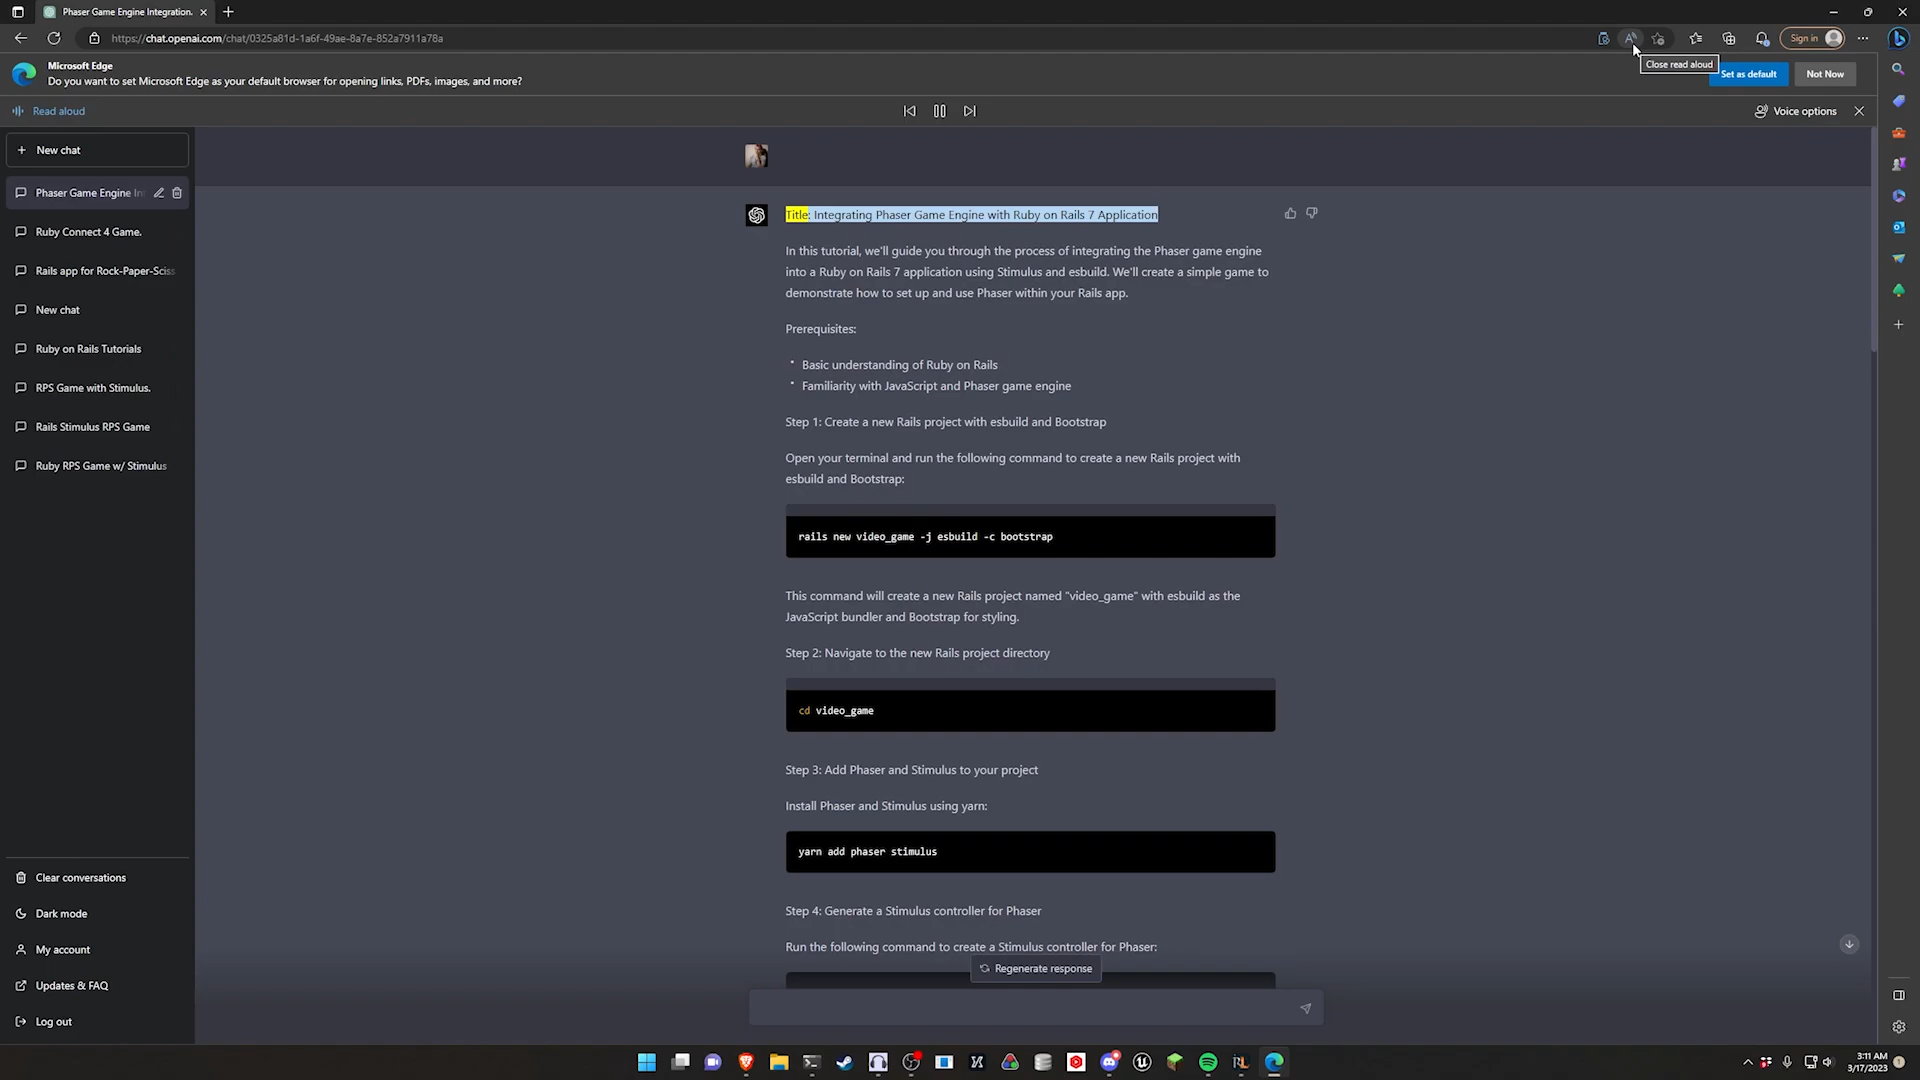 Phaser Game Engine Integration.
https://chat.openai.com/chat/0325a81d-1a6f-49ae-8a7e-852a7911a78a
Sign in
Close read aloud
Microsoft Edge
Do you want to set Microsoft Edge as your default browser for opening links, PDFs, images, and more?
Set as default
Not Now
Read aloud
Voice options
New chat
Phaser Game Engine In
Ruby Connect 4 Game.
Rails app for Rock-Paper-Sciss
New chat
Ruby on Rails Tutorials
RPS Game with Stimulus.
Rails Stimulus RPS Game
Ruby RPS Game w/ Stimulus
Clear conversations
Dark mode
My account
Updates & FAQ
Log out
Title: Integrating Phaser Game Engine with Ruby on Rails 7 Application
In this tutorial, we'll guide you through the process of integrating the Phaser game engine
into a Ruby on Rails 7 application using Stimulus and esbuild. We'll create a simple game to
demonstrate how to set up and use Phaser within your Rails app.
Prerequisites:
• Basic understanding of Ruby on Rails
• Familiarity with JavaScript and Phaser game engine
Step 1: Create a new Rails project with esbuild and Bootstrap
Open your terminal and run the following command to create a new Rails project with
esbuild and Bootstrap:
rails new video_game -j esbuild -c bootstrap
This command will create a new Rails project named "video_game" with esbuild as the
JavaScript bundler and Bootstrap for styling.
Step 2: Navigate to the new Rails project directory
cd video_game
Step 3: Add Phaser and Stimulus to your project
Install Phaser and Stimulus using yarn:
yarn add phaser stimulus
Step 4: Generate a Stimulus controller for Phaser
Run the following command to create a Stimulus controller for Phaser:
Regenerate response
3:11 AM
3/17/2023